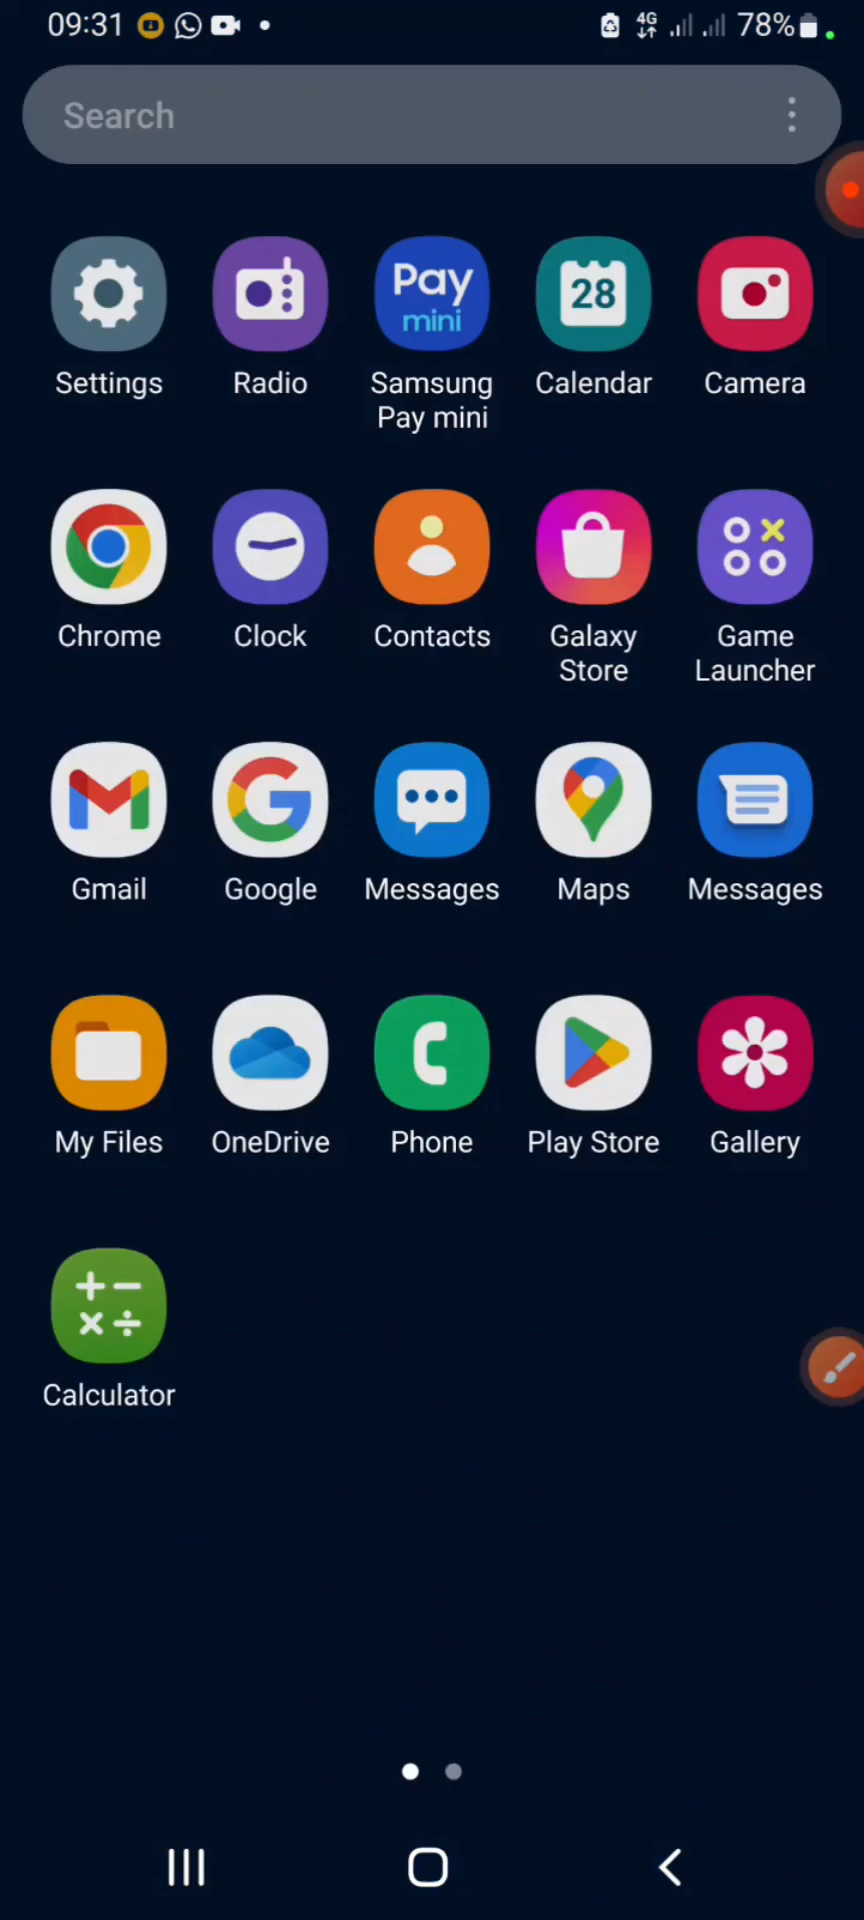 09:31 4G 78%
Search
Pay
mini
28
Settings Radio Samsung Pay mini Calendar Camera
Chrome Clock Contacts Galaxy Store Game Launcher
Gmail Google Messages Maps Messages
My Files OneDrive Phone Play Store Gallery
Calculator